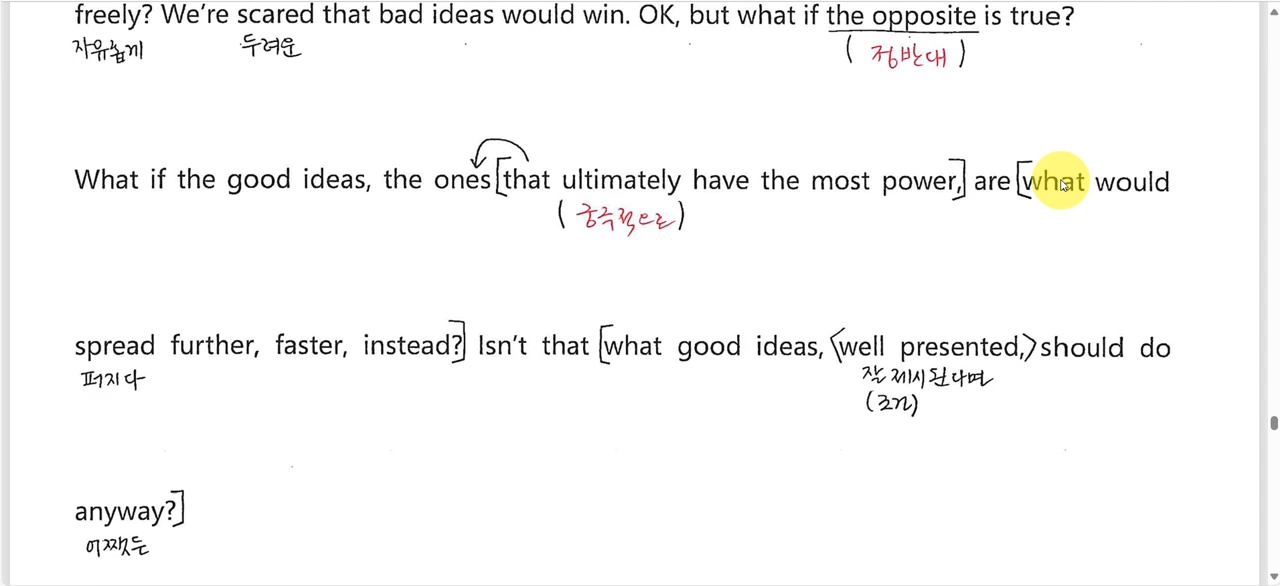 freely? We're scared that bad ideas would win. OK, but what if the opposite is true?
자유롭게 두려운 ( 정반대 )
What if the good ideas, the ones [that ultimately have the most power,] are [what would
( 궁극적으로 )
spread further, faster, instead?] Isn't that [what good ideas, <well presented,> should do
퍼지다 잘 제시된다면
(조건)
anyway?]
어쨌든